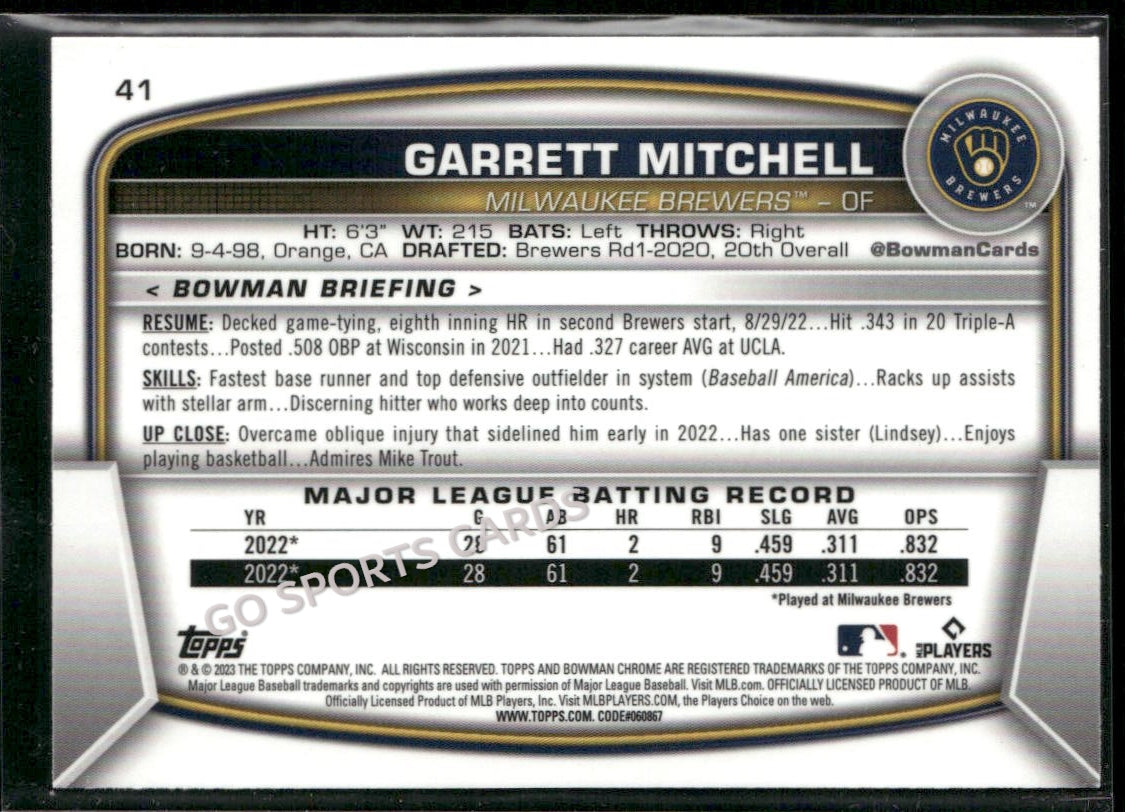 41
MILWAUKEE
BREWERS
™
GARRETT MITCHELL
MILWAUKEE BREWERS™ – OF
HT: 6'3" WT: 215 BATS: Left THROWS: Right
BORN: 9-4-98, Orange, CA DRAFTED: Brewers Rd1-2020, 20th Overall @BowmanCards
< BOWMAN BRIEFING >
RESUME: Decked game-tying, eighth inning HR in second Brewers start, 8/29/22...Hit .343 in 20 Triple-A
contests...Posted .508 OBP at Wisconsin in 2021...Had .327 career AVG at UCLA.
SKILLS: Fastest base runner and top defensive outfielder in system (Baseball America)...Racks up assists
with stellar arm...Discerning hitter who works deep into counts.
UP CLOSE: Overcame oblique injury that sidelined him early in 2022...Has one sister (Lindsey)...Enjoys
playing basketball...Admires Mike Trout.
MAJOR LEAGUE BATTING RECORD
YR G AB HR RBI SLG AVG OPS
2022* 28 61 2 9 .459 .311 .832
2022* 28 61 2 9 .459 .311 .832
*Played at Milwaukee Brewers
GO SPORTS CARDS
Topps
MLB PLAYERS
® & © 2023 THE TOPPS COMPANY, INC. ALL RIGHTS RESERVED. TOPPS AND BOWMAN CHROME ARE REGISTERED TRADEMARKS OF THE TOPPS COMPANY, INC.
Major League Baseball trademarks and copyrights are used with permission of Major League Baseball. Visit MLB.com. OFFICIALLY LICENSED PRODUCT OF MLB.
Officially Licensed Product of MLB Players, Inc. Visit MLBPLAYERS.COM, the Players Choice on the web.
WWW.TOPPS.COM. CODE#060867